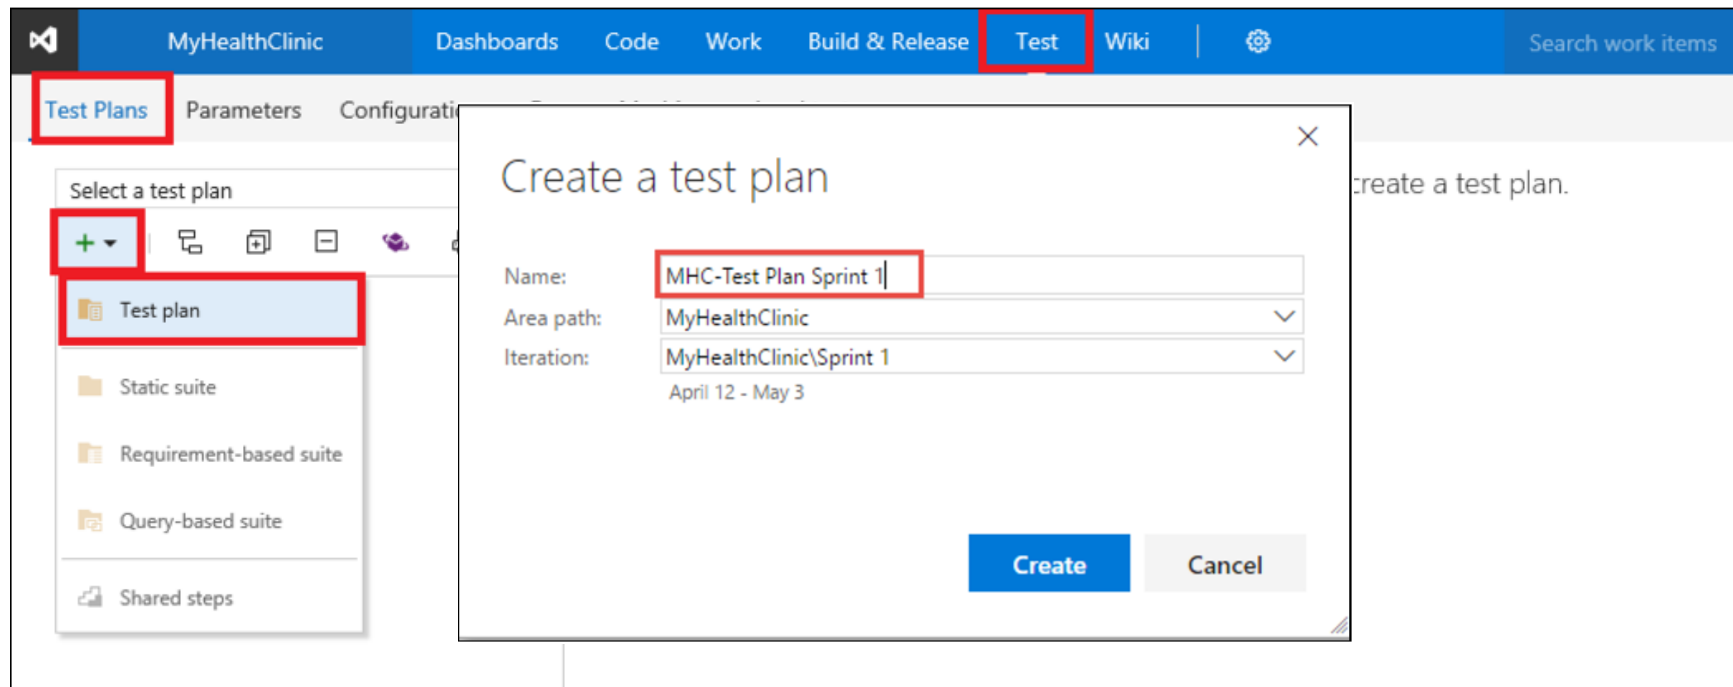 MyHealthClinic Dashboards Code Work Build & Release Test Wiki Search work items
Test Plans Parameters
Select a test plan
create a test plan.
Test plan
Static suite
Requirement-based suite
Query-based suite
Shared steps
Create a test plan
Name: MHC-Test Plan Sprint 1
Area path: MyHealthClinic
Iteration: MyHealthClinic\Sprint 1
April 12 - May 3
Create Cancel